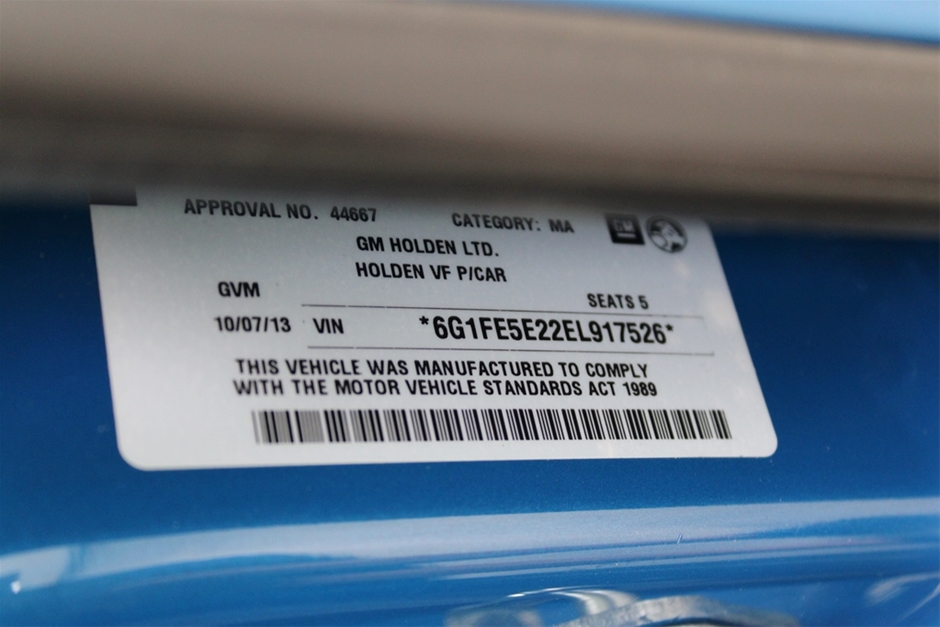 APPROVAL NO. 44667 CATEGORY: MA GM
GM HOLDEN LTD.
HOLDEN VF P/CAR
GVM SEATS 5
10/07/13 VIN *6G1FE5E22EL917526*
THIS VEHICLE WAS MANUFACTURED TO COMPLY
WITH THE MOTOR VEHICLE STANDARDS ACT 1989